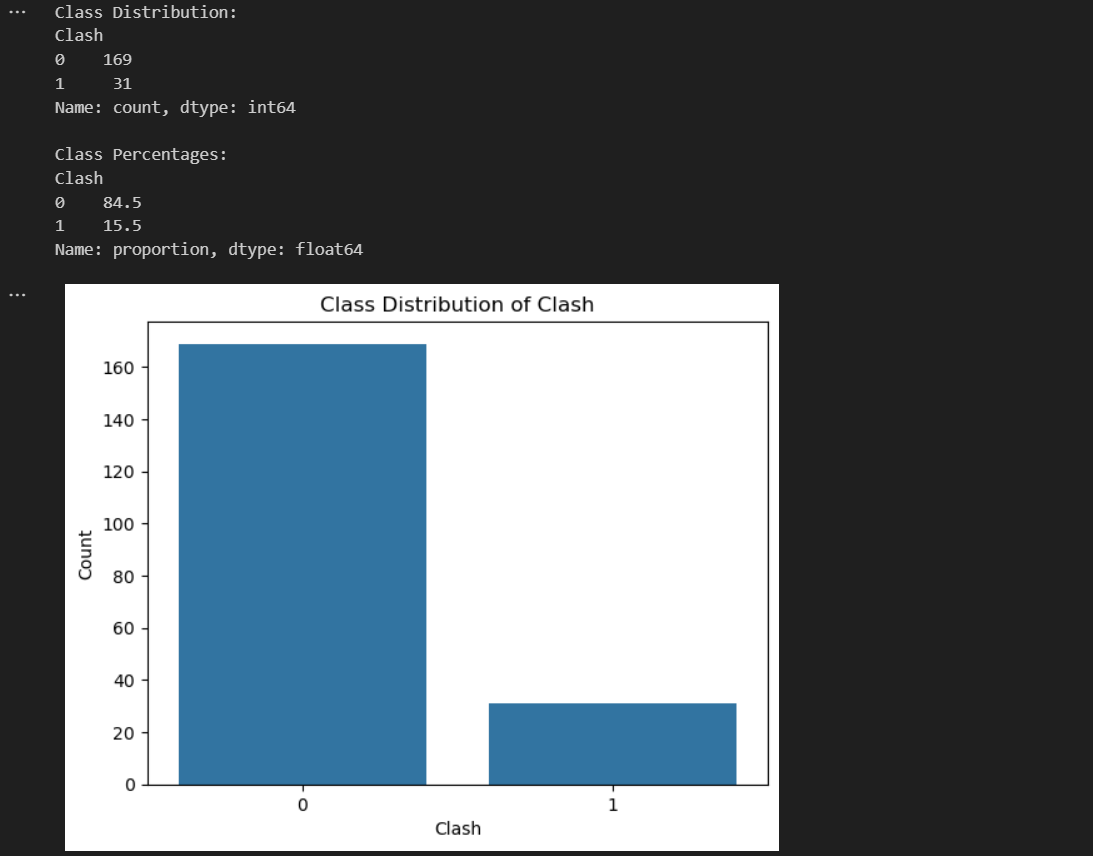 Class Distribution:
Clash
0    169
1     31
Name: count, dtype: int64
Class Percentages:
Clash
0    84.5
1    15.5
Name: proportion, dtype: float64
Class Distribution of Clash
160
140
120
100
80
60
40
20
0
Count
0    1
Clash